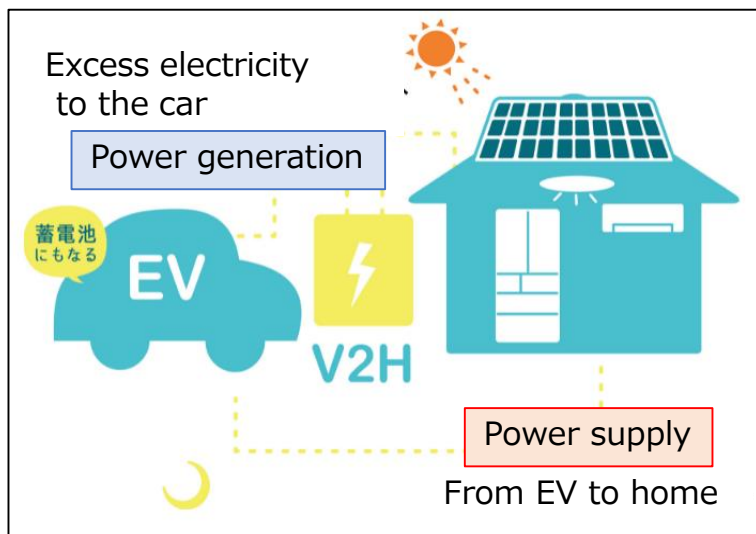 Excess electricity
to the car
Power generation
蓄電池
にもなる
EV
V2H
Power supply
From EV to home